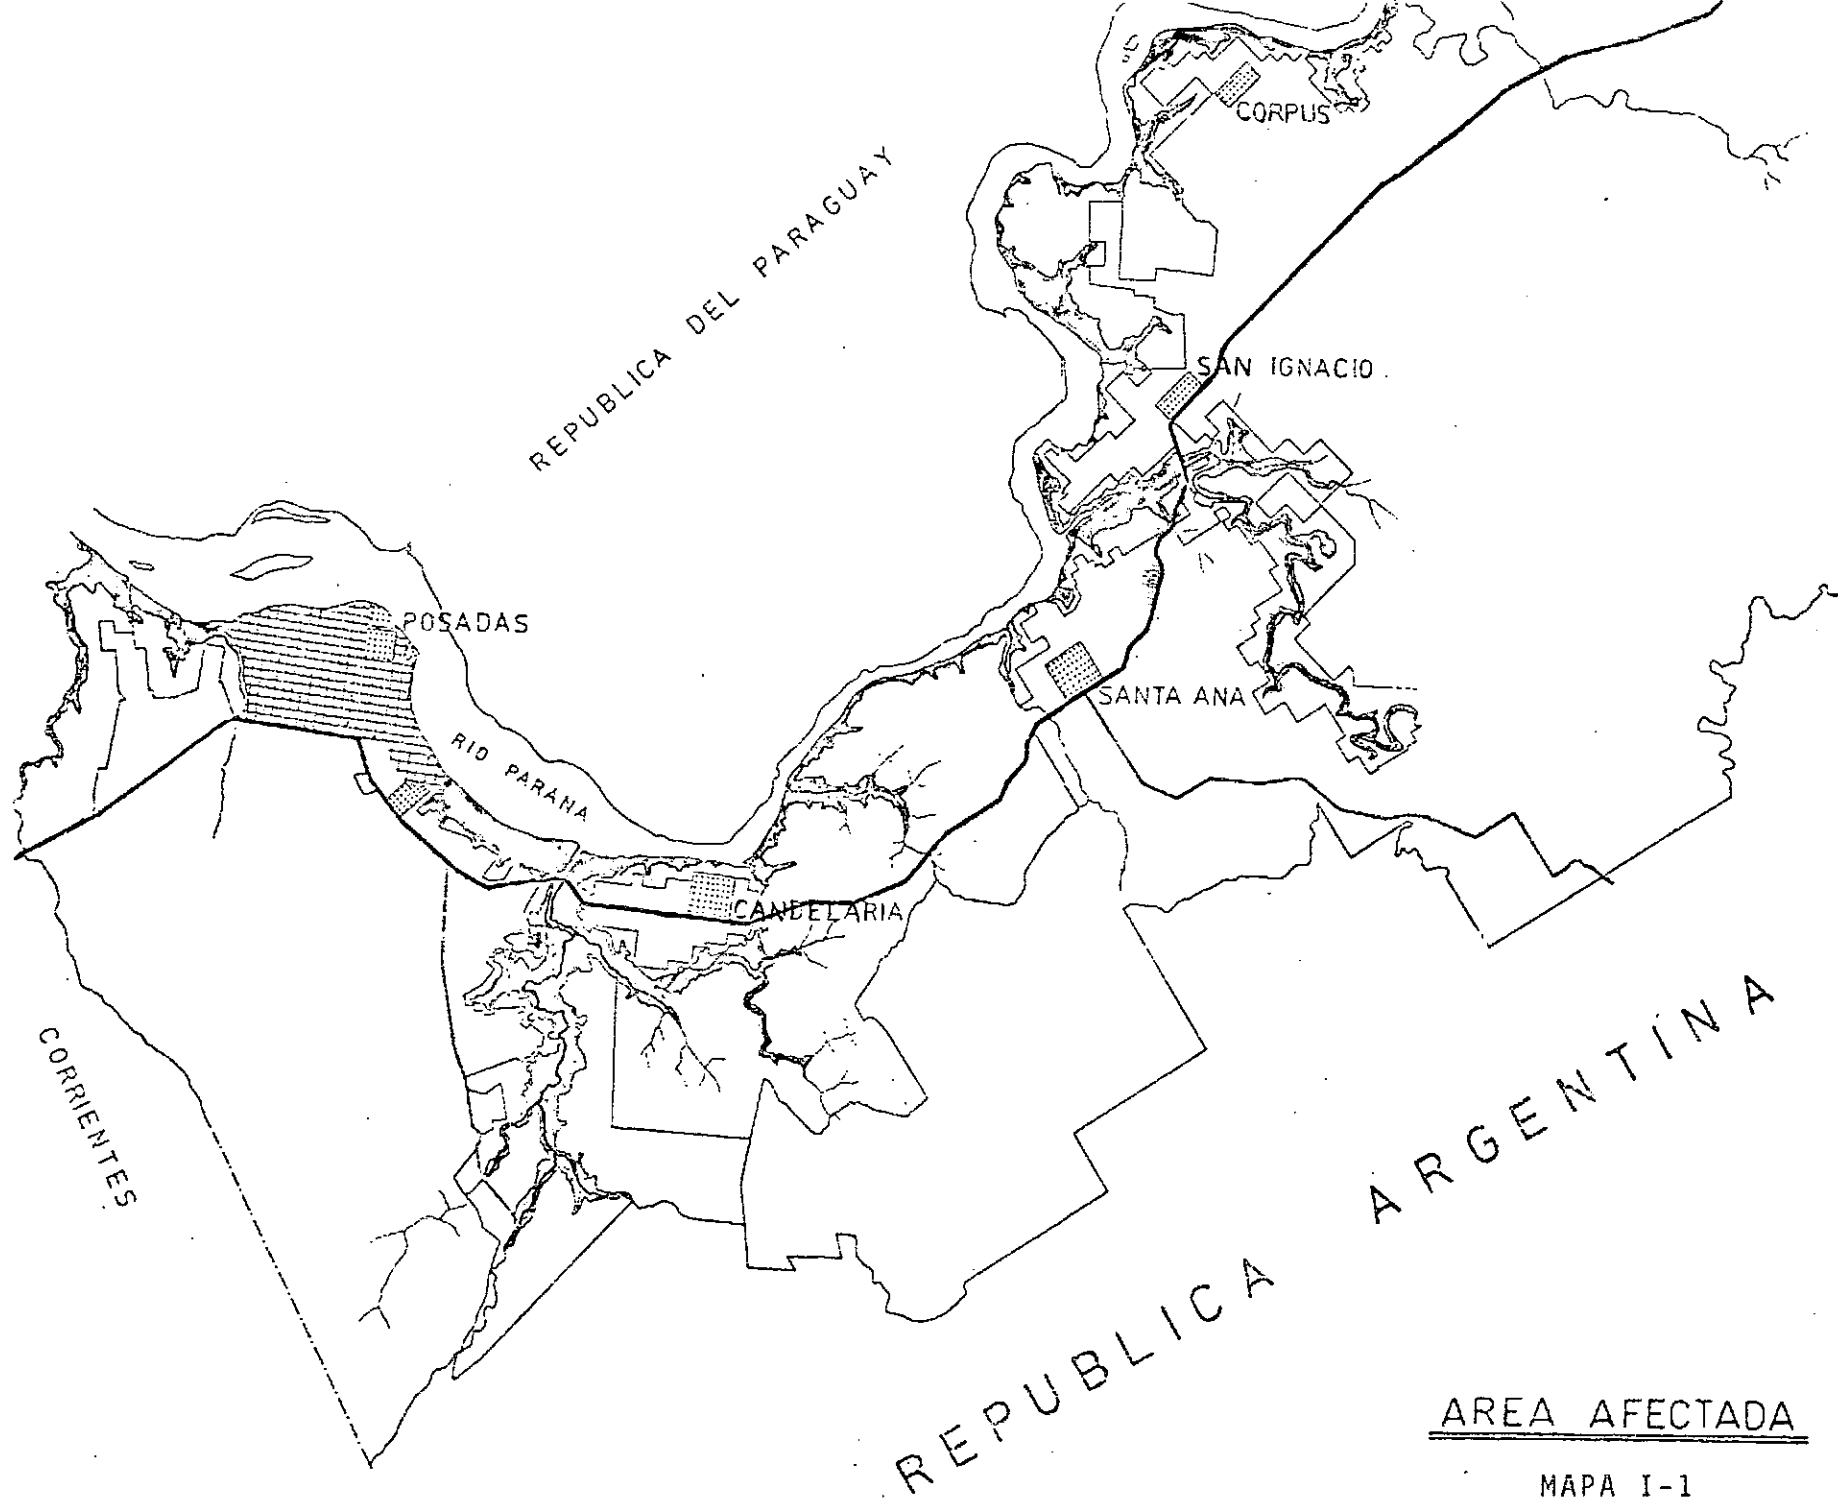 CORPUS
REPUBLICA DEL PARAGUAY
SAN IGNACIO
POSADAS
SANTA ANA
RIO PARANA
CANDELARIA
CORRIENTES
REPUBLICA ARGENTINA
AREA AFECTADA
MAPA I-1